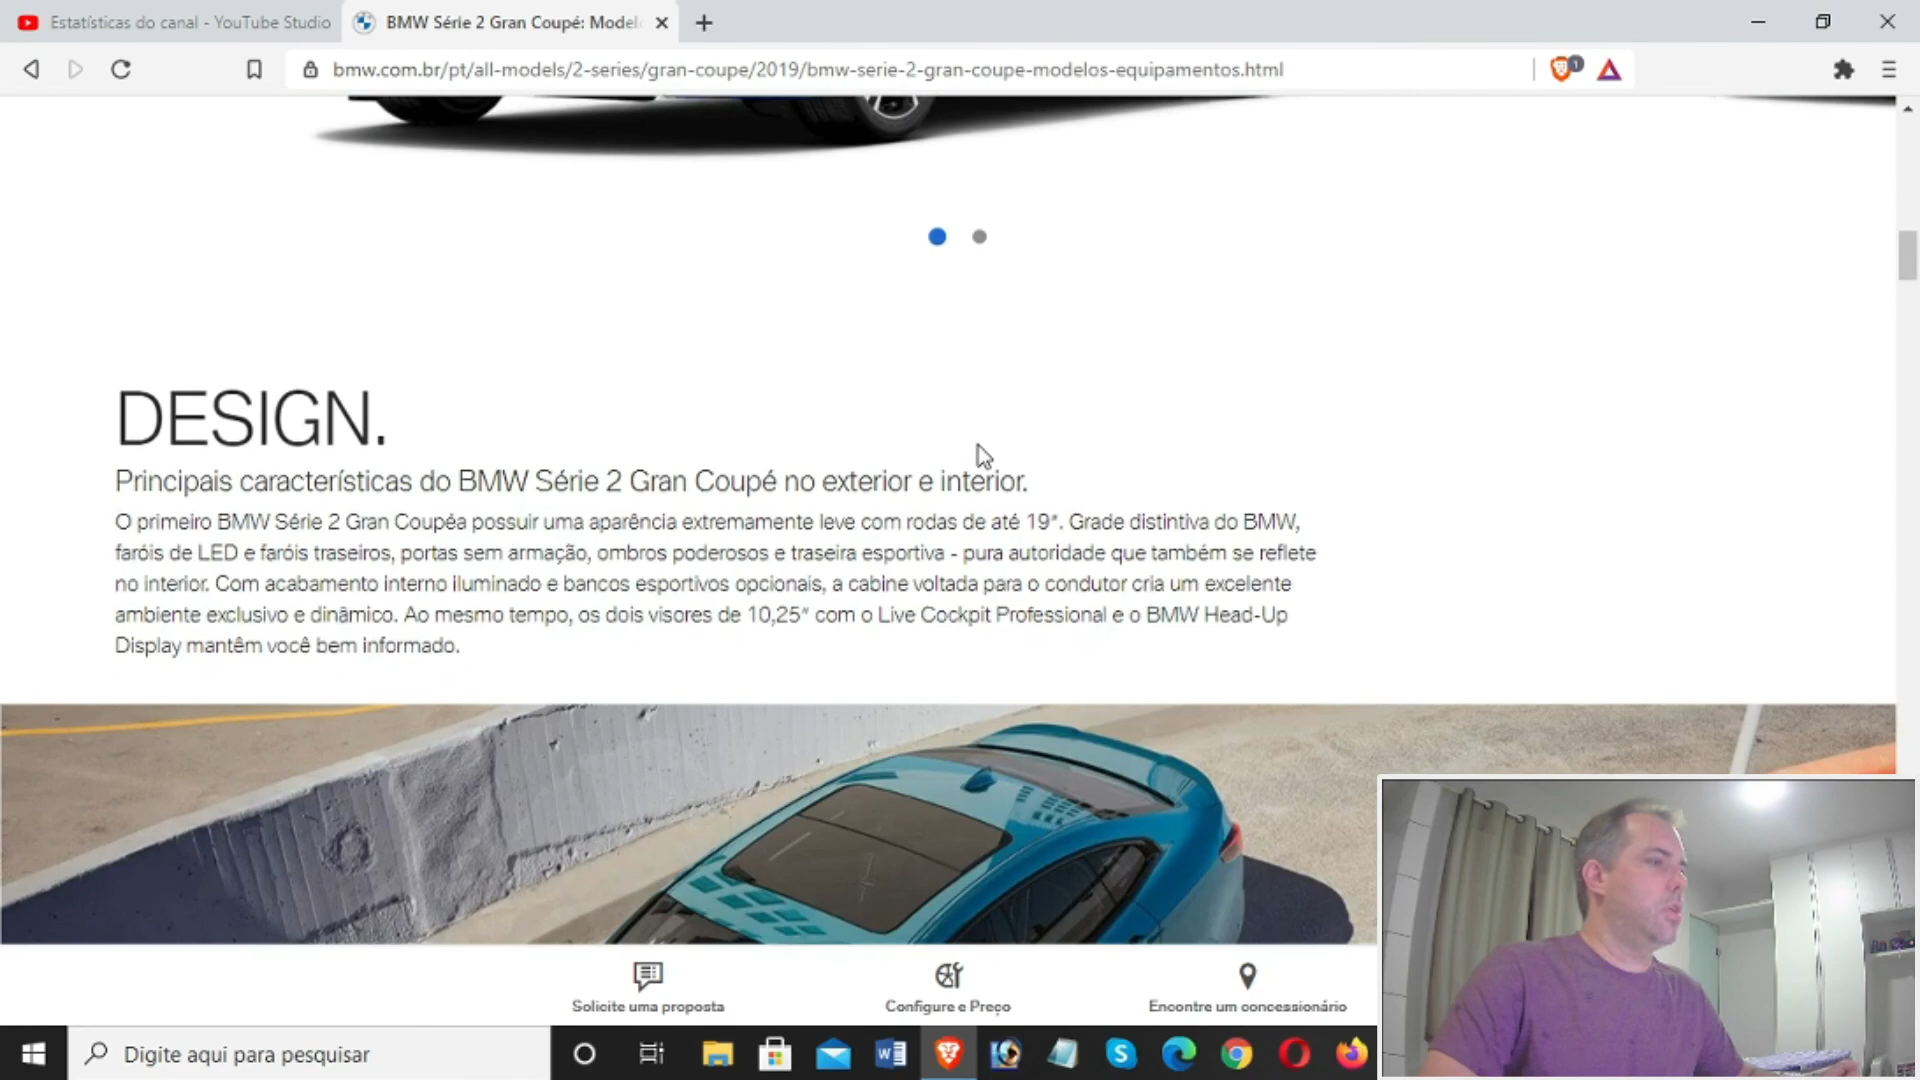 Estatísticas do canal - YouTube Studio
BMW Série 2 Gran Coupé: Model
bmw.com.br/pt/all-models/2-series/gran-coupe/2019/bmw-serie-2-gran-coupe-modelos-equipamentos.html
1
DESIGN.
Principais características do BMW Série 2 Gran Coupé no exterior e interior.
O primeiro BMW Série 2 Gran Coupéa possuir uma aparência extremamente leve com rodas de até 19". Grade distintiva do BMW,
faróis de LED e faróis traseiros, portas sem armação, ombros poderosos e traseira esportiva - pura autoridade que também se reflete
no interior. Com acabamento interno iluminado e bancos esportivos opcionais, a cabine voltada para o condutor cria um excelente
ambiente exclusivo e dinâmico. Ao mesmo tempo, os dois visores de 10,25" com o Live Cockpit Professional e o BMW Head-Up
Display mantêm você bem informado.
Solicite uma proposta
Configure e Preço
Encontre um concessionário
Digite aqui para pesquisar